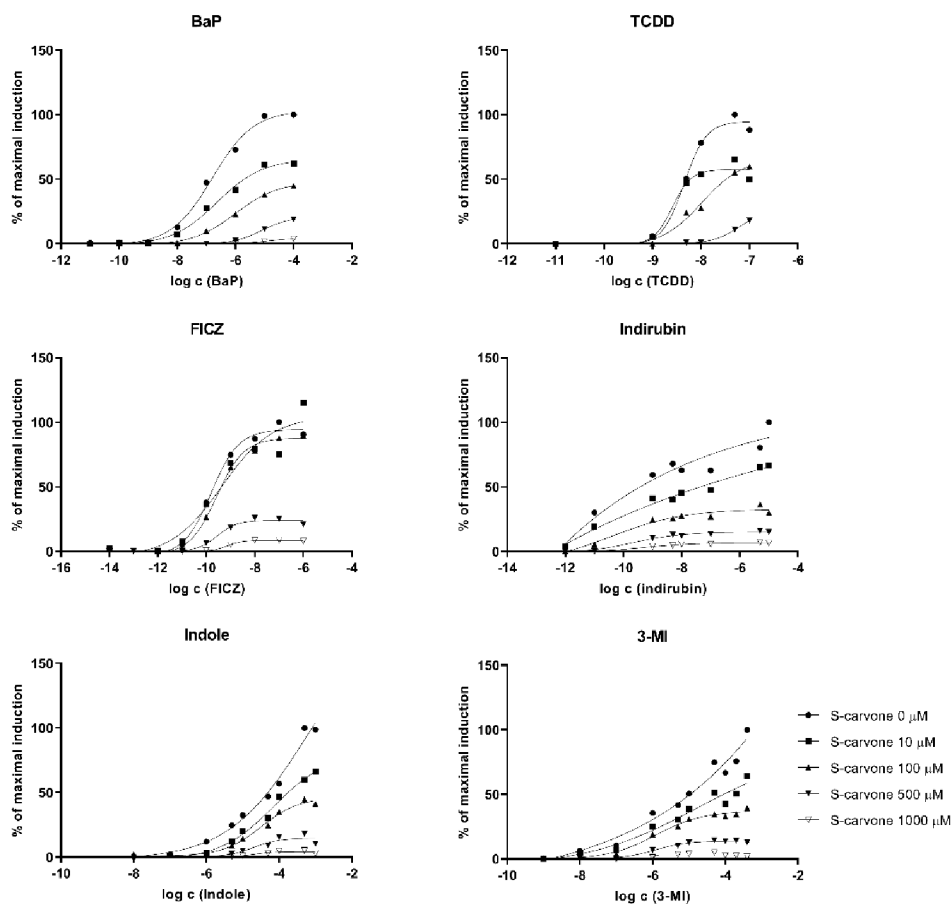 BaP
150
100
50
0
% of maximal induction
-12 -10 -8 -6 -4 -2
log c (BaP)
TCDD
150
100
50
0
% of maximal induction
-12 -11 -10 -9 -8 -7 -6
log c (TCDD)
FICZ
150
100
50
0
% of maximal induction
-16 -14 -12 -10 -8 -6 -4
log c (FICZ)
Indirubin
150
100
50
0
% of maximal induction
-14 -12 -10 -8 -6 -4
log c (indirubin)
Indole
150
100
50
0
% of maximal induction
-10 -8 -6 -4 -2
log c (Indole)
3-MI
150
100
50
0
% of maximal induction
-10 -8 -6 -4 -2
log c (3-MI)
S-carvone 0 µM
S-carvone 10 µM
S-carvone 100 µM
S-carvone 500 µM
S-carvone 1000 µM